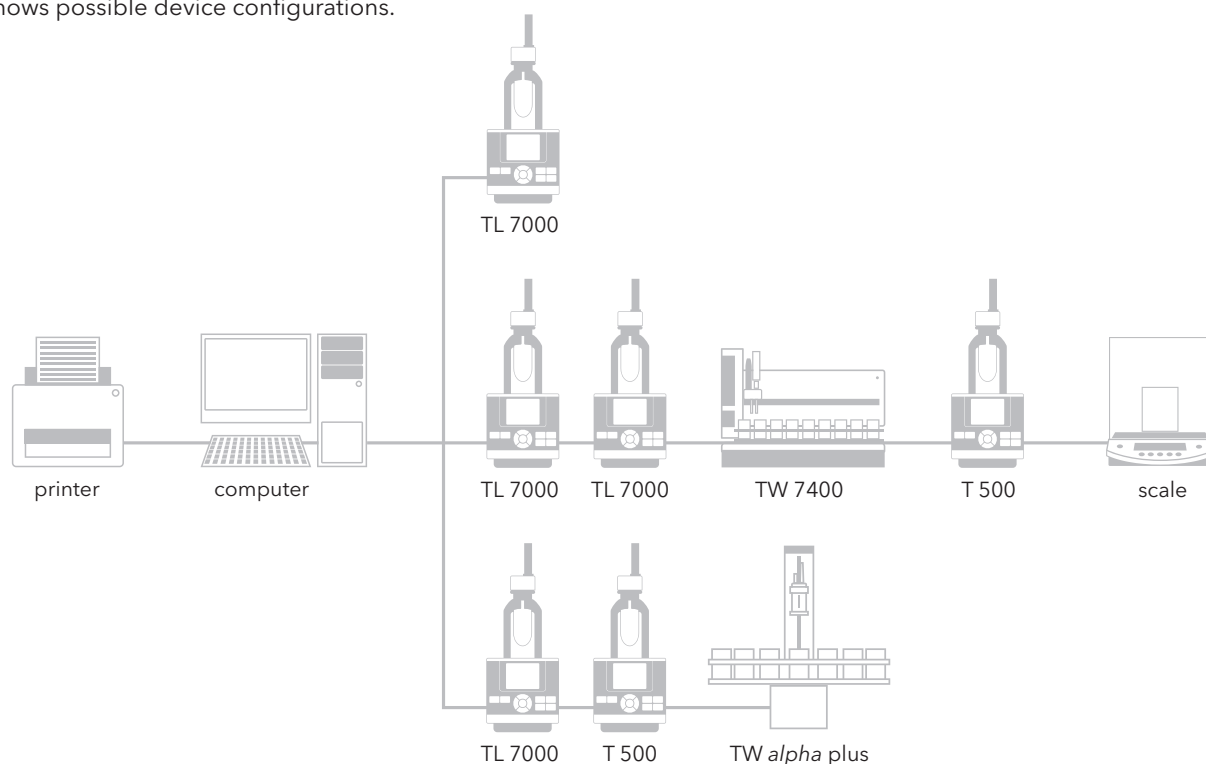 hows possible device configurations.
TL 7000
printer
computer
TL 7000
TL 7000
TW 7400
T 500
scale
TL 7000
T 500
TW alpha plus